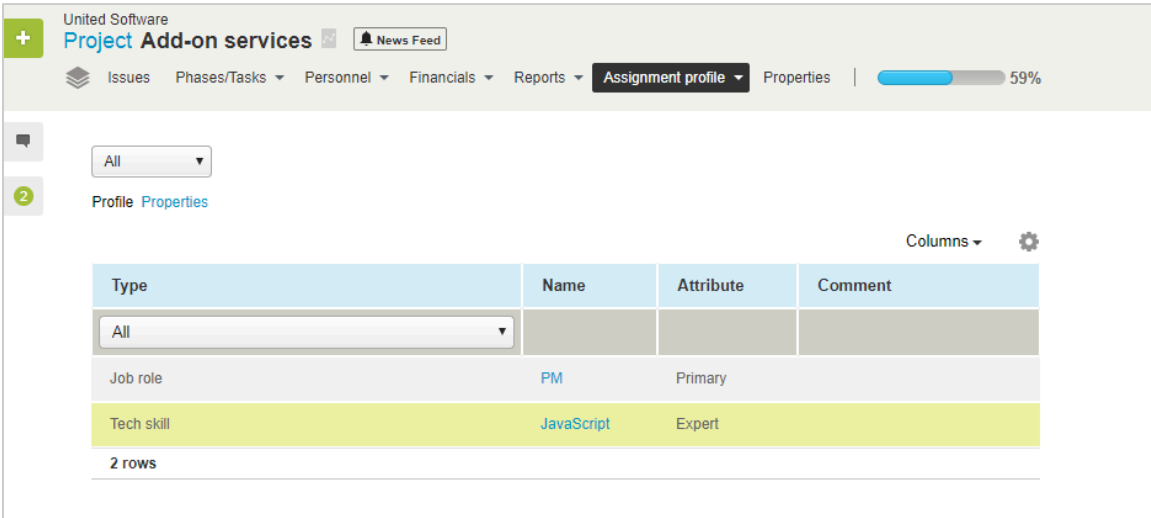 United Software
Project Add-on services News Feed
Issues Phases/Tasks Personnel Financials Reports Assignment profile Properties 59%
All
2
Profile Properties
Columns
Type Name Attribute Comment
All
Job role PM Primary
Tech skill JavaScript Expert
2 rows